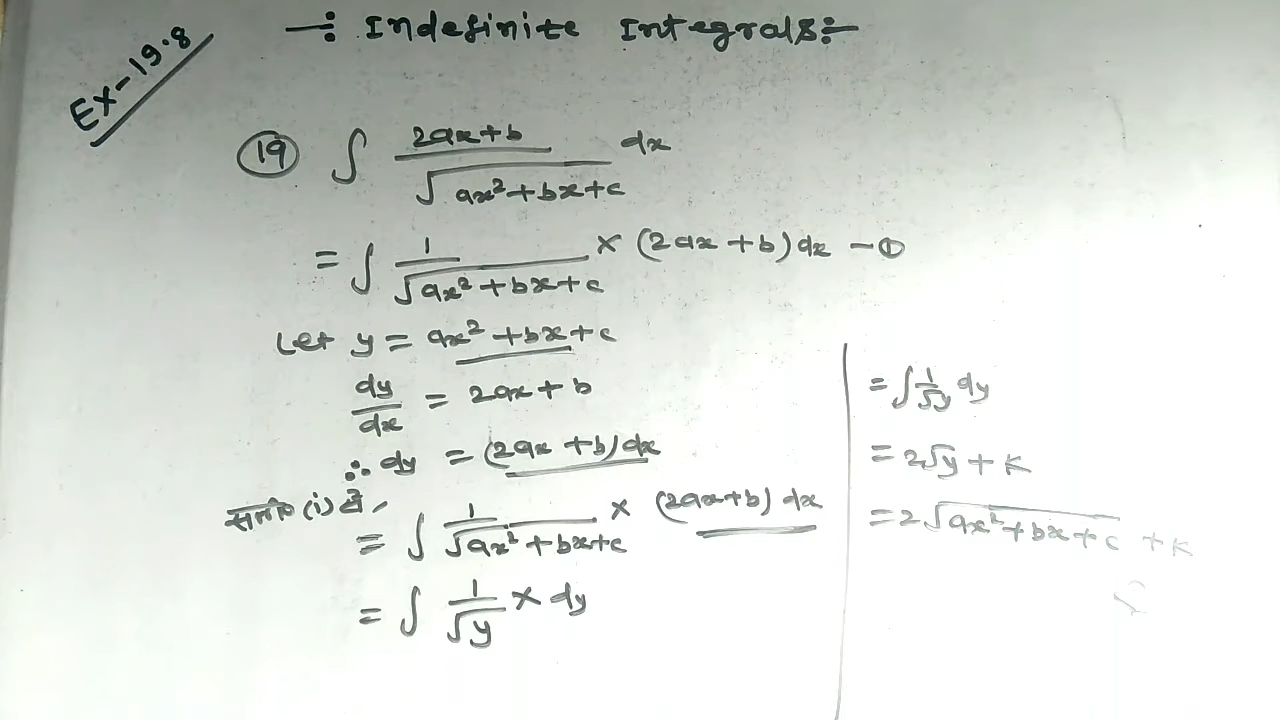 -: Indefinite Integrals:-
Ex-19.8
(19) ∫ (2ax+b)/√(ax²+bx+c) dx
= ∫ 1/√(ax²+bx+c) × (2ax+b)dx -①
Let y = ax²+bx+c
dy/dx = 2ax+b
∴ dy = (2ax+b)dx
(i) से,
= ∫ 1/√(ax²+bx+c) × (2ax+b) dx
= ∫ 1/√y × dy
= ∫ 1/√y dy
= 2√y + K
= 2√(ax²+bx+c) + K